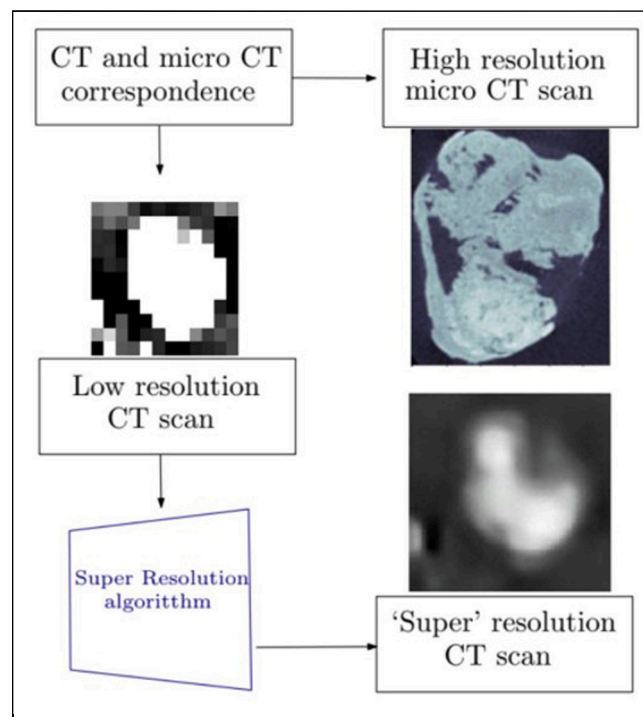 CT and micro CT
correspondence
High resolution
micro CT scan
Low resolution
CT scan
Super Resolution
algoritthm
‘Super’ resolution
CT scan